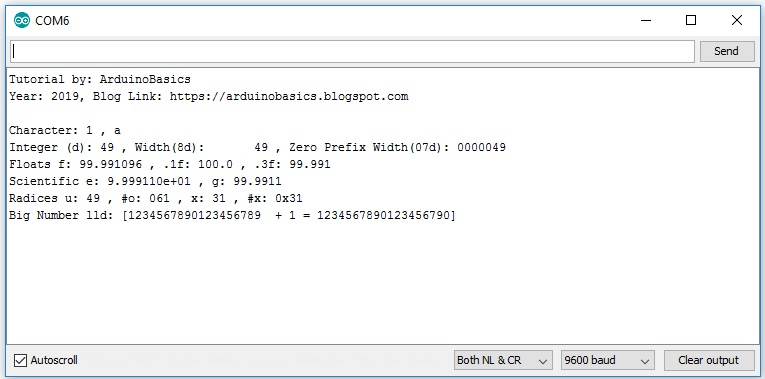 COM6
Send
Tutorial by: ArduinoBasics
Year: 2019, Blog Link: https://arduinobasics.blogspot.com
Character: 1 , a
Integer (d): 49 , Width(8d):       49 , Zero Prefix Width(07d): 0000049
Floats f: 99.991096 , .1f: 100.0 , .3f: 99.991
Scientific e: 9.999110e+01 , g: 99.9911
Radices u: 49 , #o: 061 , x: 31 , #x: 0x31
Big Number lld: [1234567890123456789  + 1 = 1234567890123456790]
Autoscroll
Both NL & CR
9600 baud
Clear output